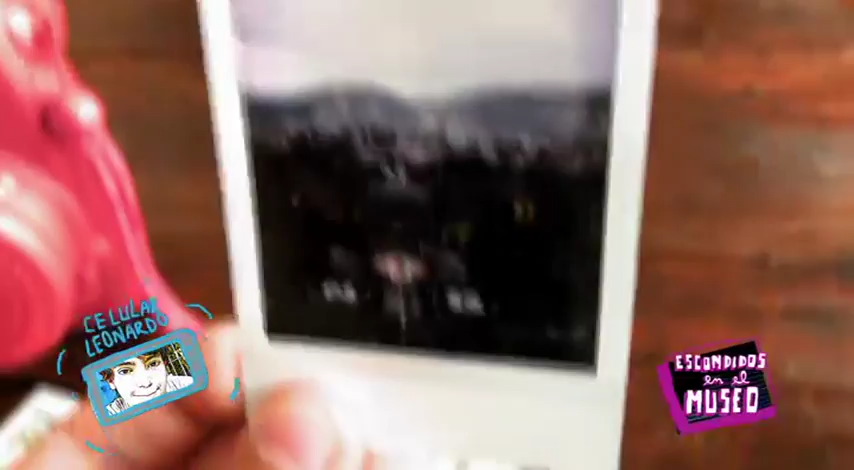 CELULAR
LEONARDO
ESCONDIDOS
en el
MUSEO